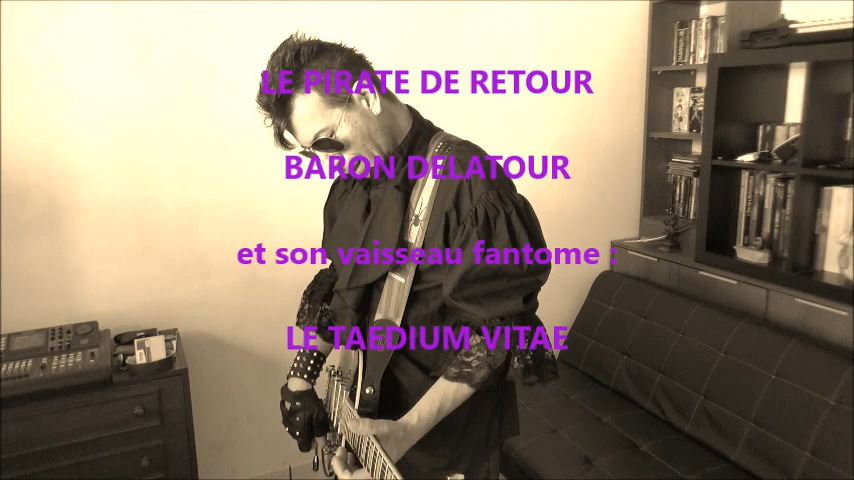 LE PIRATE DE RETOUR
BARON DELATOUR
et son vaisseau fantome :
LE TAEDIUM VITAE